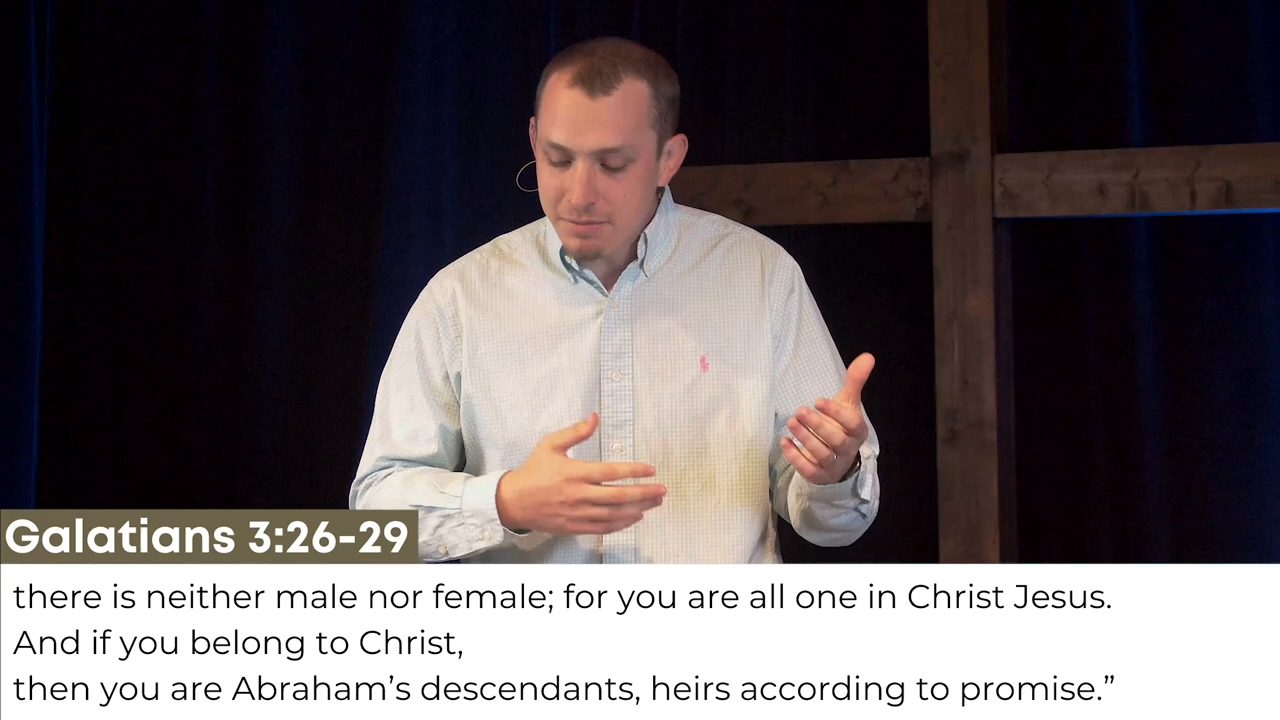 Galatians 3:26-29
there is neither male nor female; for you are all one in Christ Jesus.
And if you belong to Christ,
then you are Abraham’s descendants, heirs according to promise.”